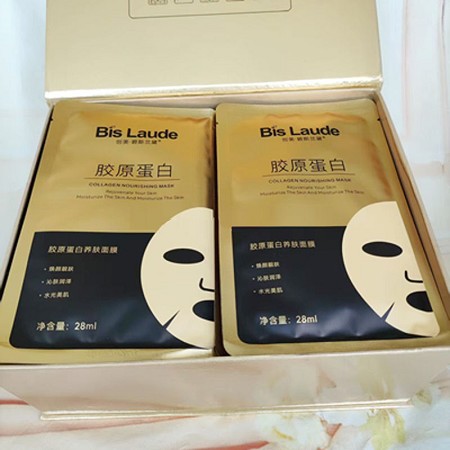 Bis Laude
胶原蛋白
COLLAGEN NOURISHING MASK
Rejuvenate Your Skin
Moisturize The Skin And Moisturize The Skin
胶原蛋白养肤面膜
• 焕颜靓肤
• 沁肤润泽
• 水光美肌
净含量：28ml
Bis Laude
胶原蛋白
COLLAGEN NOURISHING MASK
Rejuvenate Your Skin
Moisturize The Skin And Moisturize The Skin
胶原蛋白养肤面膜
• 焕颜靓肤
• 沁肤润泽
• 水光美肌
净含量：28ml